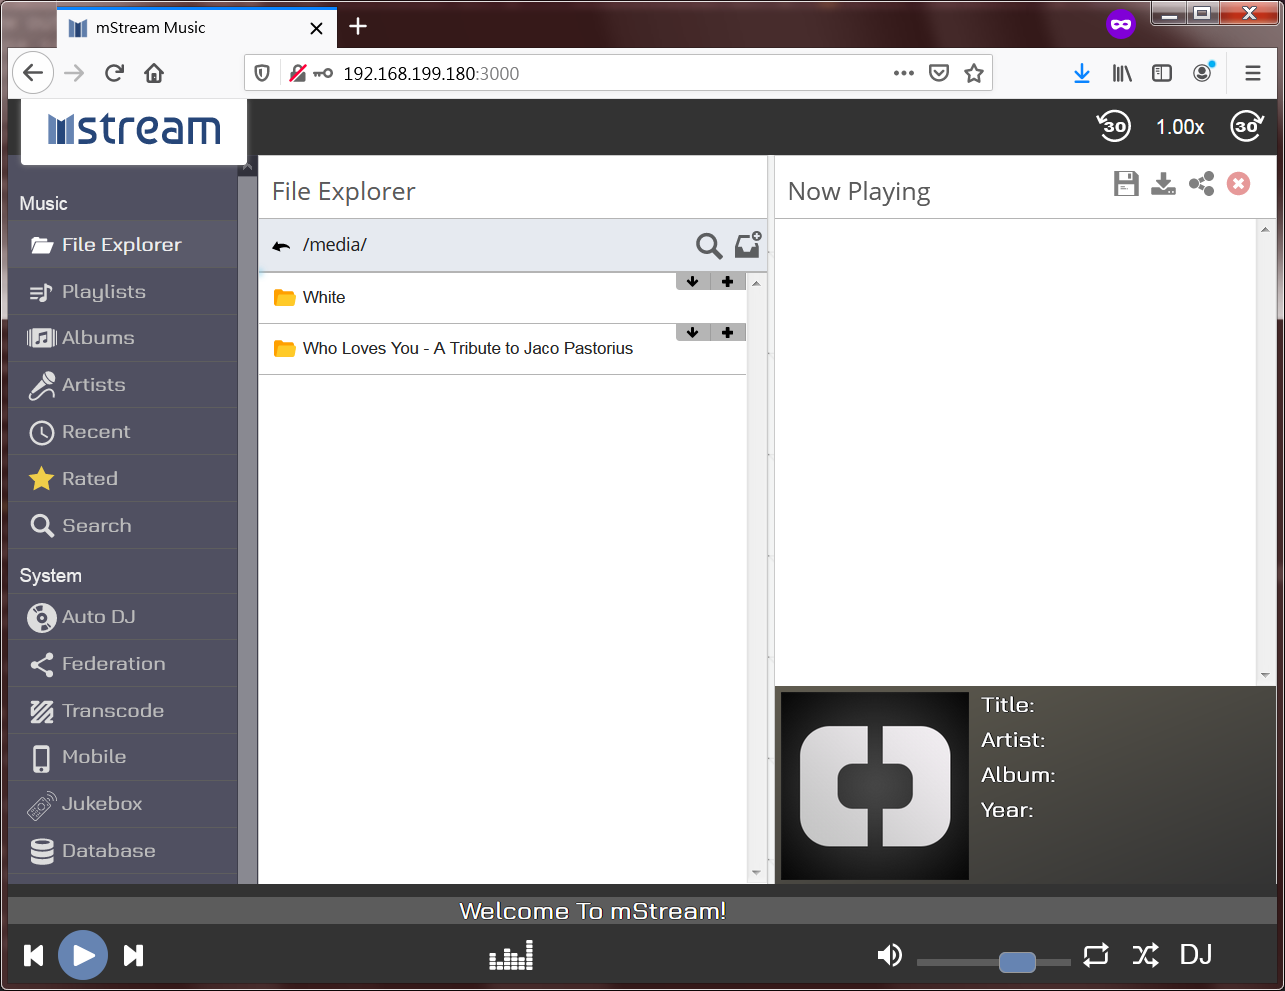 mStream Music
192.168.199.180:3000
mstream
30
1.00x
30
Music
File Explorer
Playlists
Albums
Artists
Recent
Rated
Search
System
Auto DJ
Federation
Transcode
Mobile
Jukebox
Database
File Explorer
/media/
White
Who Loves You - A Tribute to Jaco Pastorius
Now Playing
Title:
Artist:
Album:
Year:
Welcome To mStream!
DJ